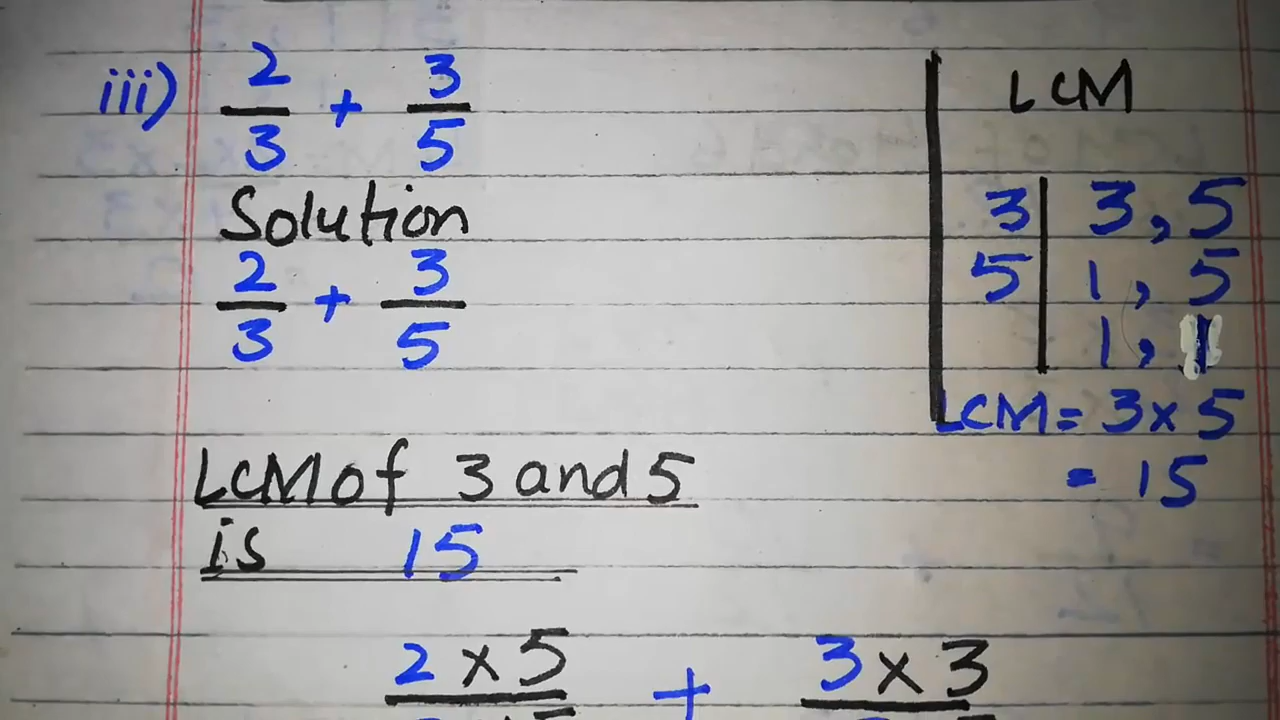 iii) 2/3 + 3/5
Solution
2/3 + 3/5
LCM of 3 and 5
is 15
2 x 5 + 3 x 3
LCM
3 | 3, 5
5 | 1, 5
1, 1
LCM = 3 x 5
= 15